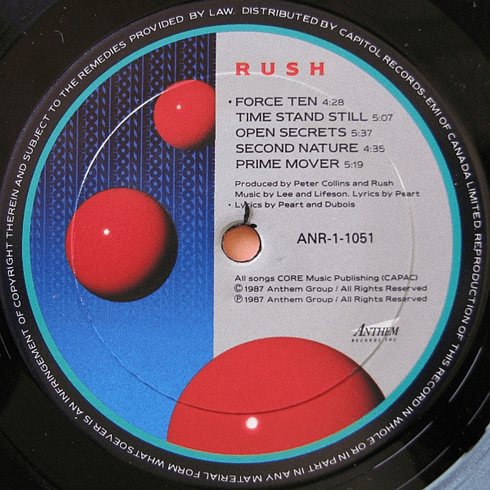 RUSH
• FORCE TEN 4:28
TIME STAND STILL 5:07
OPEN SECRETS 5:37
SECOND NATURE 4:35
PRIME MOVER 5:19
Produced by Peter Collins and Rush
Music by Lee and Lifeson. Lyrics by Peart
• Lyrics by Peart and Dubois
ANR-1-1051
All songs CORE Music Publishing (CAPAC)
© 1987 Anthem Group / All Rights Reserved
℗ 1987 Anthem Group / All Rights Reserved
ANTHEM
RECORDS INC.
DISTRIBUTED BY CAPITOL RECORDS-EMI OF CANADA LIMITED. REPRODUCTION OF THIS RECORD IN WHOLE OR IN PART IN ANY MATERIAL FORM WHATSOEVER IS AN INFRINGEMENT OF COPYRIGHT THEREIN AND SUBJECT TO THE REMEDIES PROVIDED BY LAW.